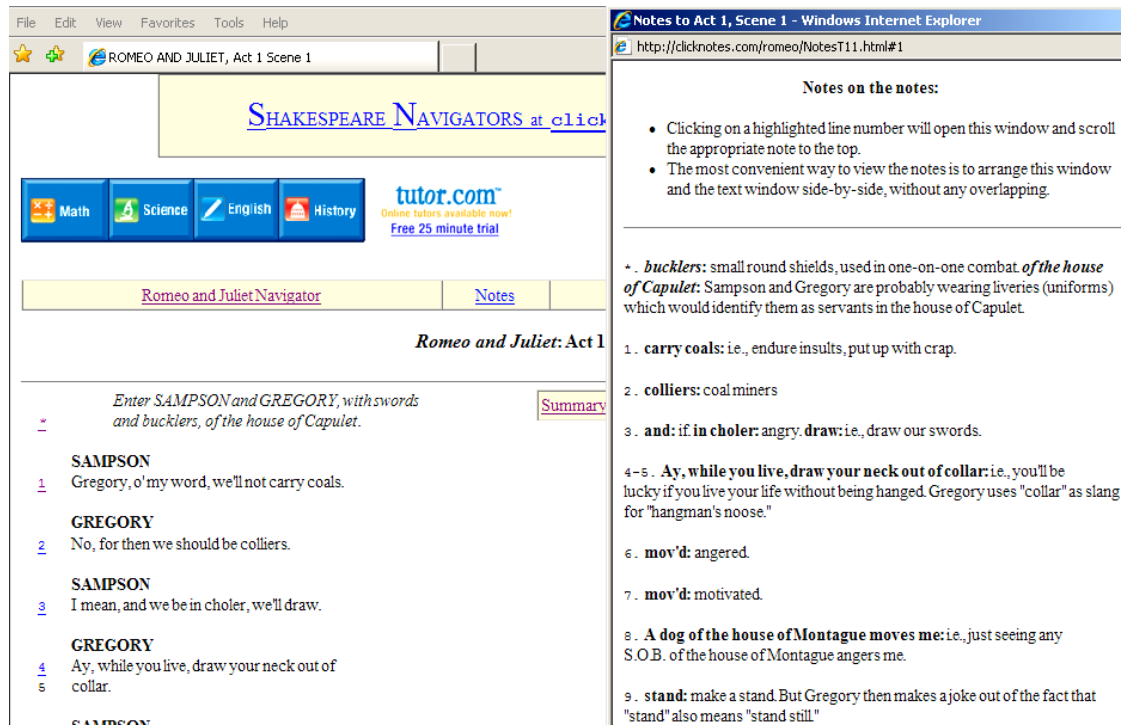 File Edit View Favorites Tools Help
ROMEO AND JULIET, Act 1 Scene 1
SHAKESPEARE NAVIGATORS at click
Math Science English History
tutor.com™
Online tutors available now!
Free 25 minute trial
Romeo and Juliet Navigator Notes
Romeo and Juliet: Act 1
Enter SAMPSON and GREGORY, with swords
* and bucklers, of the house of Capulet.
Summary
SAMPSON
1 Gregory, o' my word, we'll not carry coals.
GREGORY
2 No, for then we should be colliers.
SAMPSON
3 I mean, and we be in choler, we'll draw.
GREGORY
4 Ay, while you live, draw your neck out of
5 collar.
SAMPSON
Notes to Act 1, Scene 1 - Windows Internet Explorer
http://clicknotes.com/romeo/NotesT11.html#1
Notes on the notes:
• Clicking on a highlighted line number will open this window and scroll
the appropriate note to the top.
• The most convenient way to view the notes is to arrange this window
and the text window side-by-side, without any overlapping.
*. bucklers: small round shields, used in one-on-one combat. of the house
of Capulet: Sampson and Gregory are probably wearing liveries (uniforms)
which would identify them as servants in the house of Capulet.
1. carry coals: i.e., endure insults, put up with crap.
2. colliers: coal miners
3. and: if. in choler: angry. draw: i.e., draw our swords.
4-5. Ay, while you live, draw your neck out of collar: i.e., you'll be
lucky if you live your life without being hanged. Gregory uses "collar" as slang
for "hangman's noose."
6. mov'd: angered.
7. mov'd: motivated.
8. A dog of the house of Montague moves me: i.e., just seeing any
S.O.B. of the house of Montague angers me.
9. stand: make a stand. But Gregory then makes a joke out of the fact that
"stand" also means "stand still."